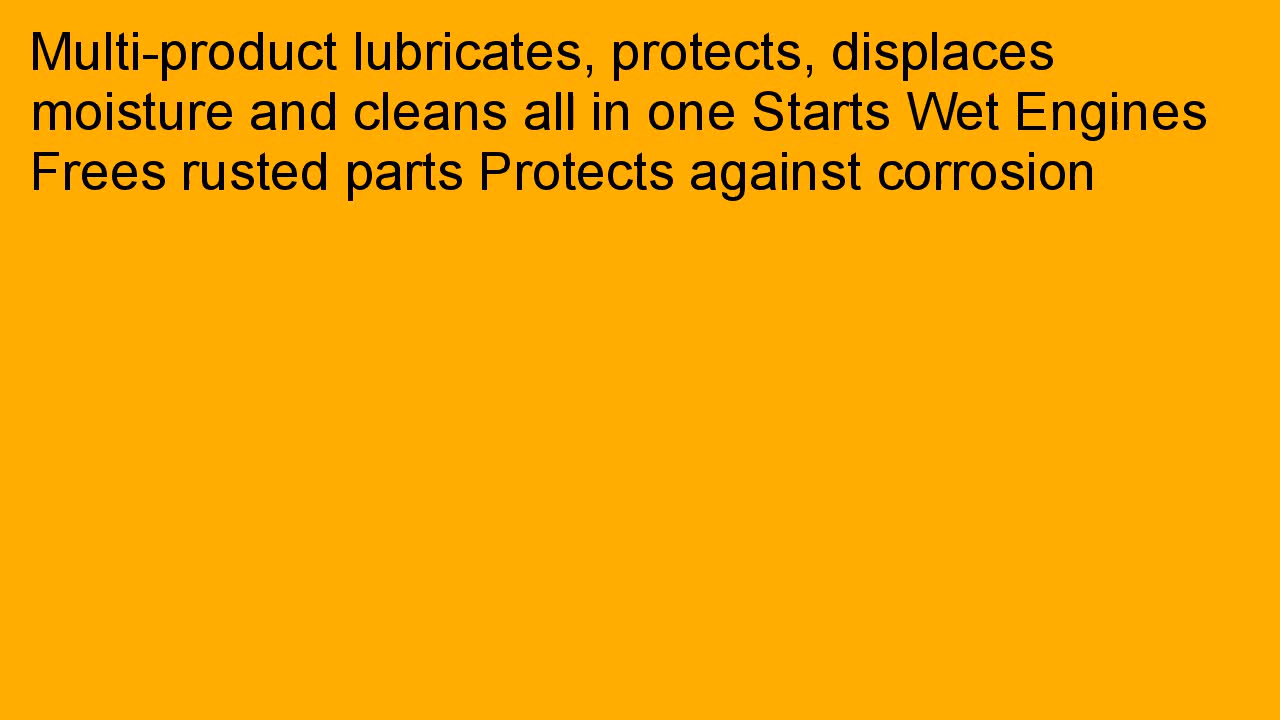 Multi-product lubricates, protects, displaces
moisture and cleans all in one Starts Wet Engines
Frees rusted parts Protects against corrosion